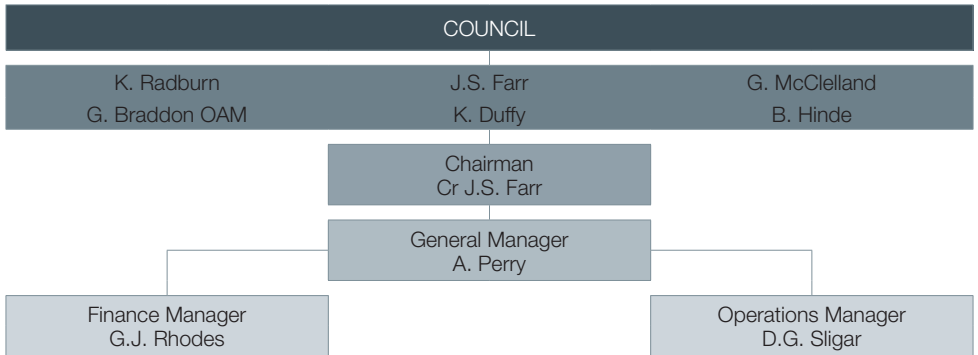 COUNCIL
K. Radburn J.S. Farr G. McClelland
G. Braddon OAM K. Duffy B. Hinde
Chairman
Cr J.S. Farr
General Manager
A. Perry
Finance Manager Operations Manager
G.J. Rhodes D.G. Sligar